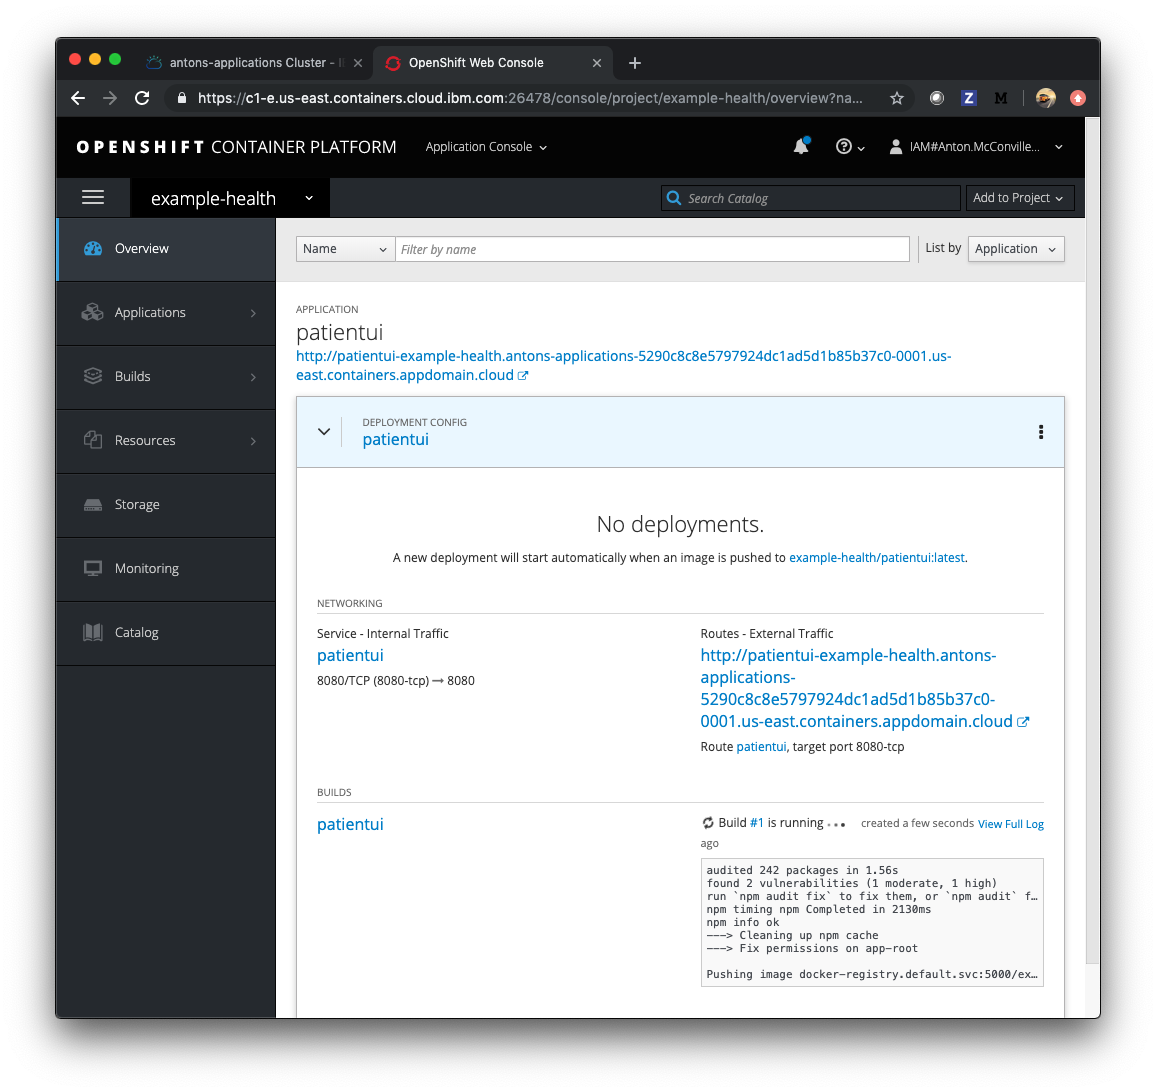 antons-applications Cluster - I
OpenShift Web Console
https://c1-e.us-east.containers.cloud.ibm.com:26478/console/project/example-health/overview?na...
Z
M
OPENSHIFT CONTAINER PLATFORM
Application Console
IAM#Anton.McConville...
example-health
Search Catalog
Add to Project
Overview
Applications
Builds
Resources
Storage
Monitoring
Catalog
Name
Filter by name
List by
Application
APPLICATION
patientui
http://patientui-example-health.antons-applications-5290c8c8e5797924dc1ad5d1b85b37c0-0001.us-
east.containers.appdomain.cloud
DEPLOYMENT CONFIG
patientui
No deployments.
A new deployment will start automatically when an image is pushed to example-health/patientui:latest.
NETWORKING
Service - Internal Traffic
patientui
8080/TCP (8080-tcp) → 8080
Routes - External Traffic
http://patientui-example-health.antons-
applications-
5290c8c8e5797924dc1ad5d1b85b37c0-
0001.us-east.containers.appdomain.cloud
Route patientui, target port 8080-tcp
BUILDS
patientui
Build #1 is running ... created a few seconds View Full Log
ago
audited 242 packages in 1.56s
found 2 vulnerabilities (1 moderate, 1 high)
run `npm audit fix` to fix them, or `npm audit` f…
npm timing npm Completed in 2130ms
npm info ok
---> Cleaning up npm cache
---> Fix permissions on app-root
Pushing image docker-registry.default.svc:5000/ex…